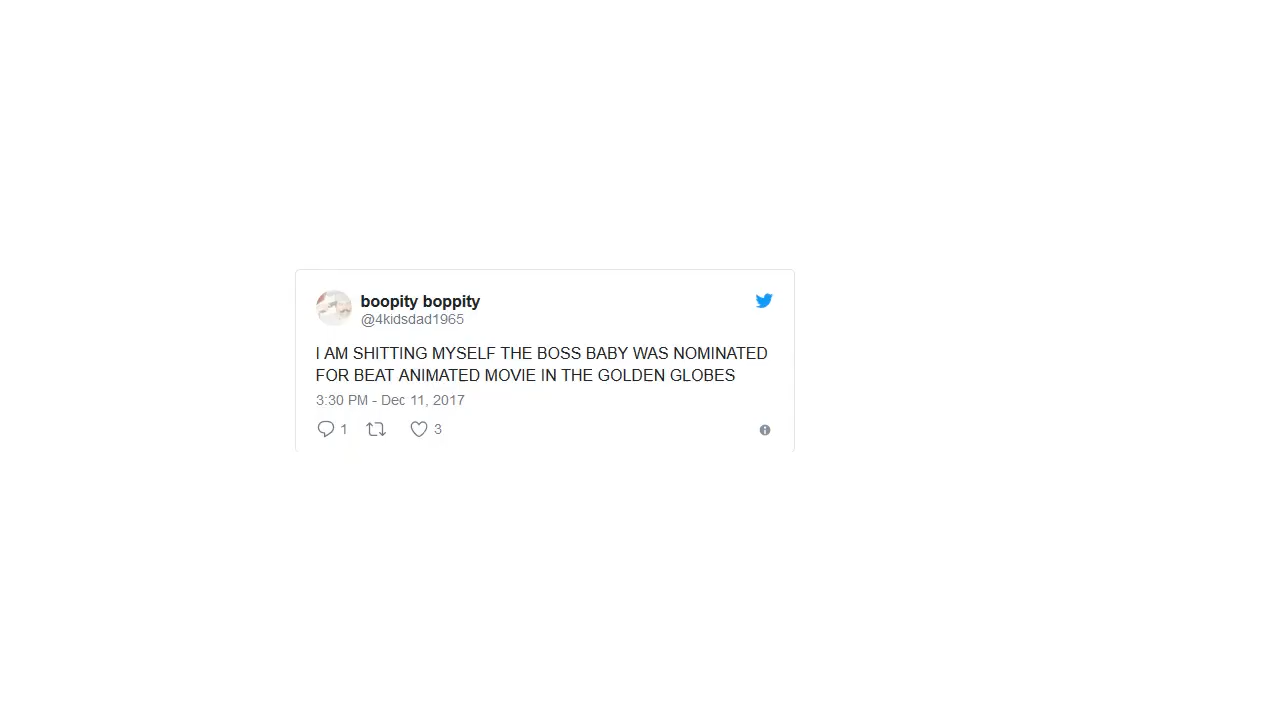 boopity boppity
@4kidsdad1965
I AM SHITTING MYSELF THE BOSS BABY WAS NOMINATED
FOR BEAT ANIMATED MOVIE IN THE GOLDEN GLOBES
3:30 PM - Dec 11, 2017
1 3